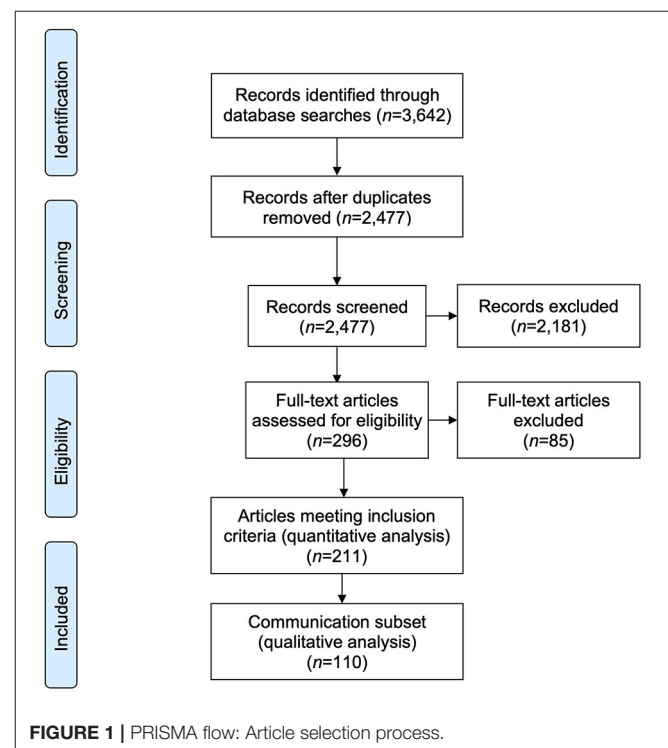 Identification
Records identified through
database searches (n=3,642)
Records after duplicates
removed (n=2,477)
Screening
Records screened
(n=2,477)
Records excluded
(n=2,181)
Eligibility
Full-text articles
assessed for eligibility
(n=296)
Full-text articles
excluded
(n=85)
Articles meeting inclusion
criteria (quantitative analysis)
(n=211)
Included
Communication subset
(qualitative analysis)
(n=110)
FIGURE 1 | PRISMA flow: Article selection process.